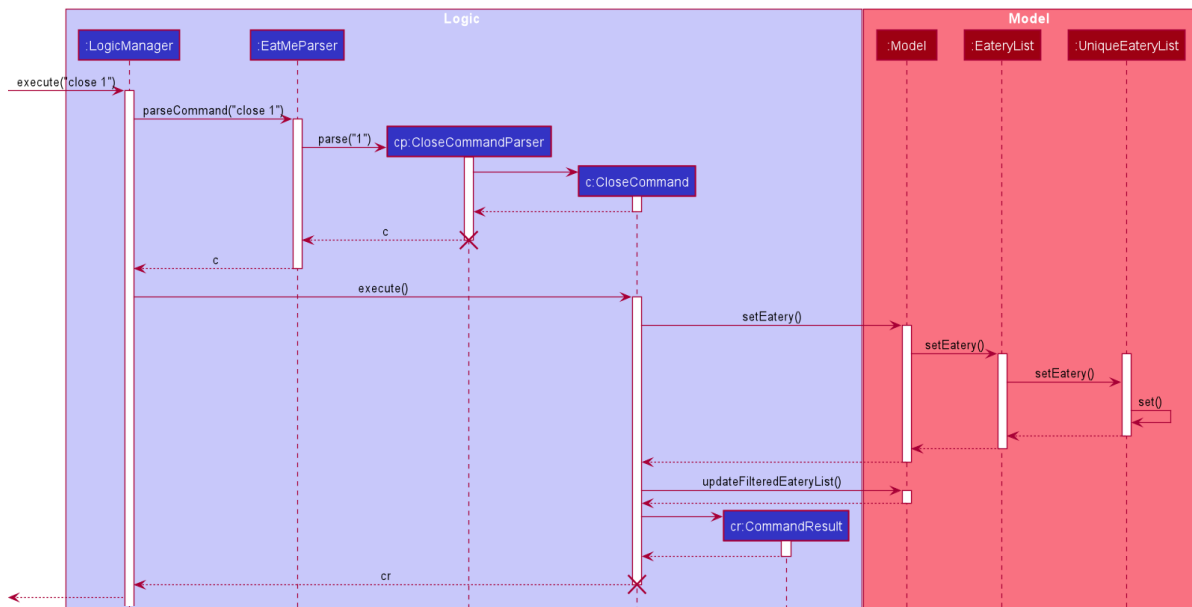 Logic
Model
:LogicManager
:EatMeParser
:Model
:EateryList
:UniqueEateryList
execute("close 1")
parseCommand("close 1")
parse("1")
cp:CloseCommandParser
c:CloseCommand
c
c
execute()
setEatery()
setEatery()
setEatery()
set()
updateFilteredEateryList()
cr:CommandResult
cr